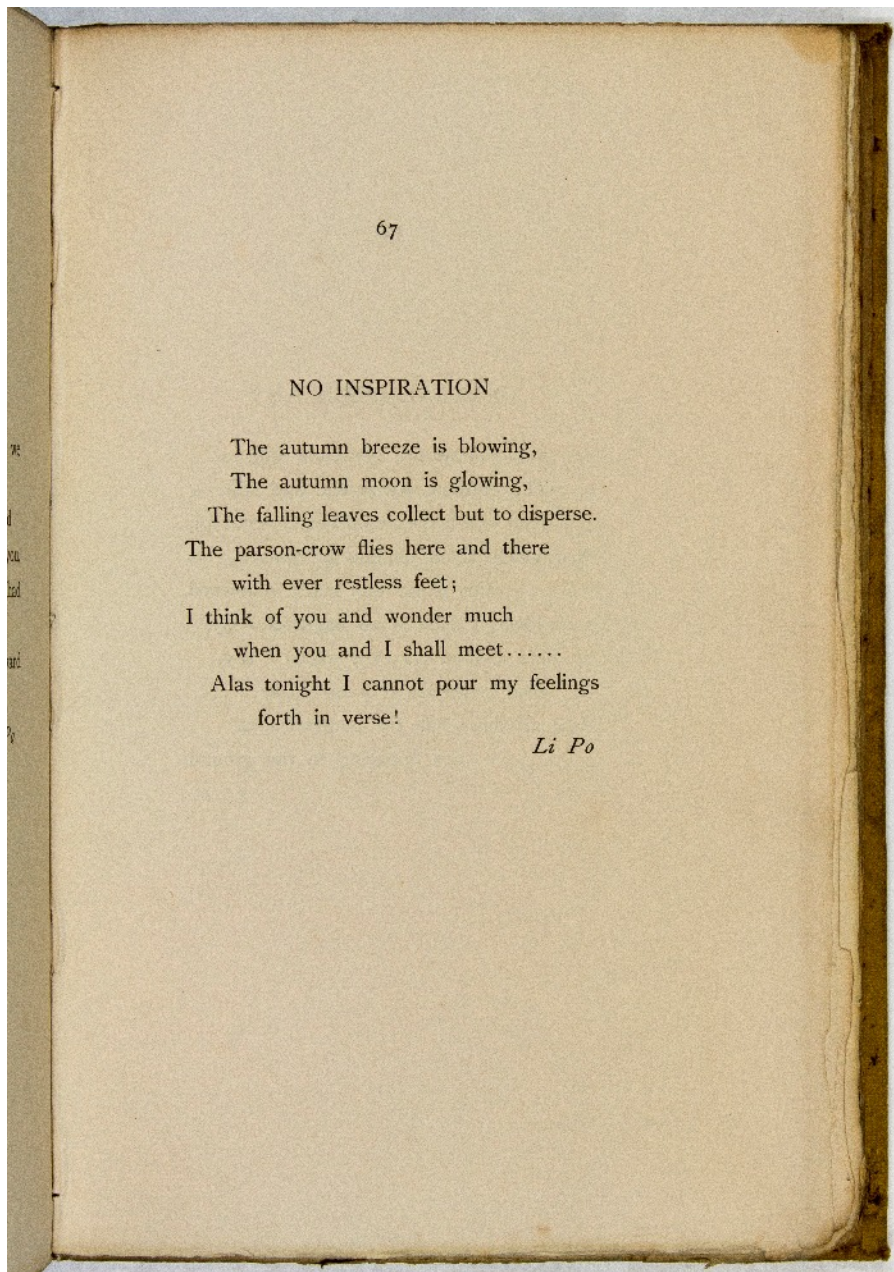 67
NO INSPIRATION
The autumn breeze is blowing,
The autumn moon is glowing,
The falling leaves collect but to disperse.
The parson-crow flies here and there
with ever restless feet;
I think of you and wonder much
when you and I shall meet......
Alas tonight I cannot pour my feelings
forth in verse!
Li Po
we